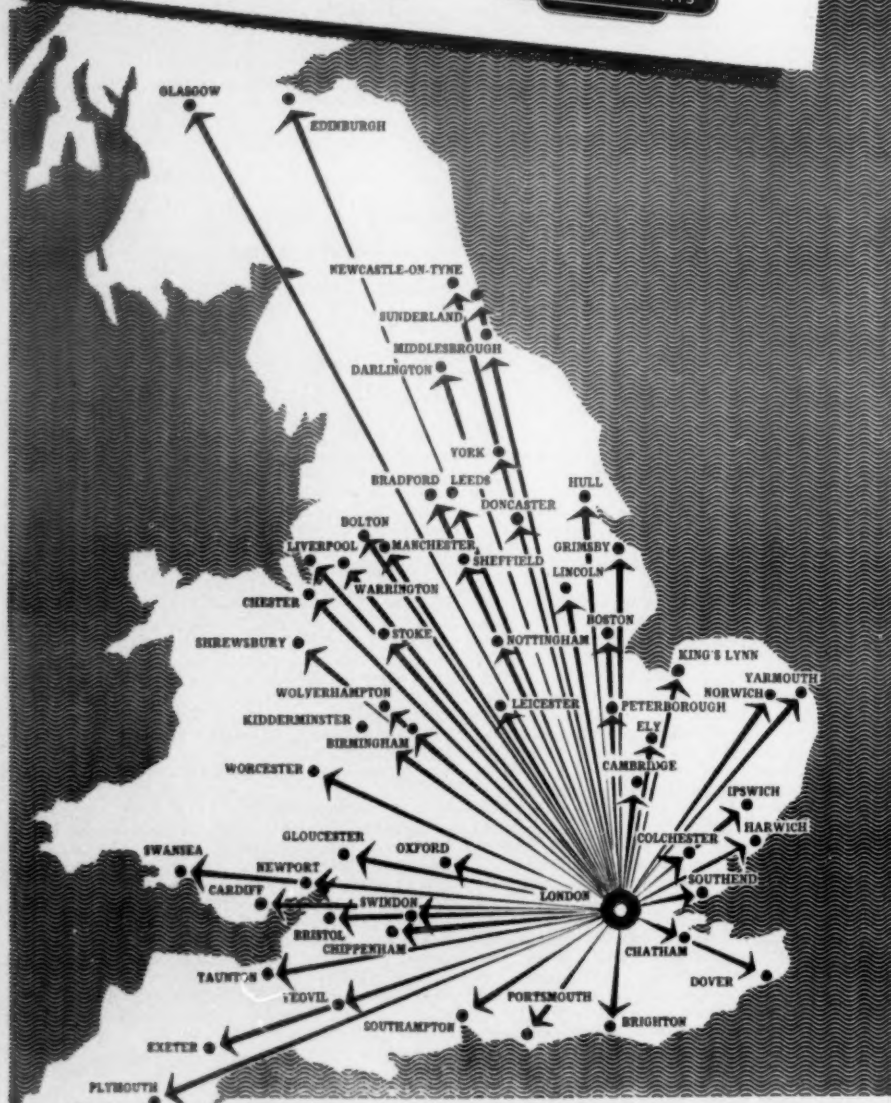 GLASGOW
EDINBURGH
NEWCASTLE-ON-TYNE
SUNDERLAND
MIDDLESBROUGH
DARLINGTON
YORK
BRADFORD
LEEDS
HULL
DONCASTER
BOLTON
LIVERPOOL
MANCHESTER
GRIMSBY
SHEFFIELD
LINCOLN
WARRINGTON
CHESTER
BOSTON
STOKE
SHREWSBURY
NOTTINGHAM
KING'S LYNN
YARMOUTH
NORWICH
WOLVERHAMPTON
LEICESTER
PETERBOROUGH
KIDDERMINSTER
ELY
BIRMINGHAM
CAMBRIDGE
WORCESTER
IPSWICH
HARWICH
COLCHESTER
GLOUCESTER
OXFORD
SWANSEA
NEWPORT
SOUTHEND
CARDIFF
LONDON
SWINDON
BRISTOL
CHIPPENHAM
CHATHAM
TAUNTON
DOVER
YEOVIL
PORTSMOUTH
SOUTHAMPTON
BRIGHTON
EXETER
PLYMOUTH